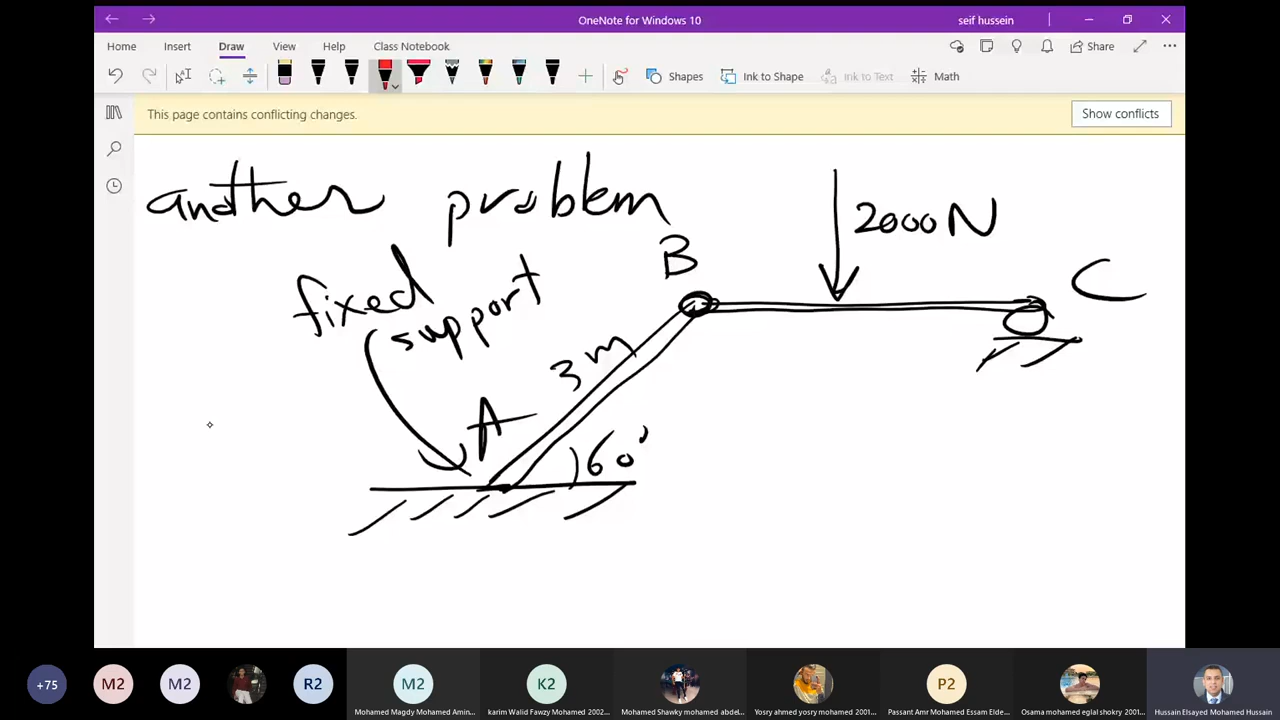 OneNote for Windows 10
seif hussein
Home Insert Draw View Help Class Notebook
Share
Shapes Ink to Shape Ink to Text Math
This page contains conflicting changes.
Show conflicts
another problem
2000N
B
C
fixed
support
3m
A
60°
+75 M2 M2 R2 M2 K2 P2
Mohamed Magdy Mohamed Amin... karim Walid Fawzy Mohamed 2002... Mohamed Shawky mohamed abdel... Yosry ahmed yosry mohamed 2001... Passant Amr Mohamed Essam Elde... Osama mohamed eglal shokry 2001... Hussain Elsayed Mohamed Hussain